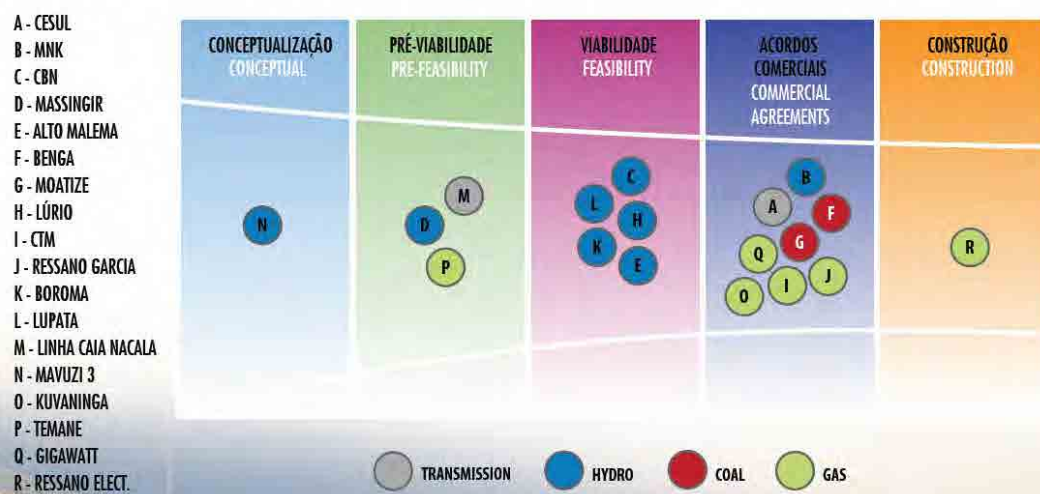 A - CESUL
B - MNK
C - CBN
D - MASSINGIR
E - ALTO MALEMA
F - BENGA
G - MOATIZE
H - LÚRIO
I - CTM
J - RESSANO GARCIA
K - BOROMA
L - LUPATA
M - LINHA CAIA NACALA
N - MAVUZI 3
O - KUVANINGA
P - TEMANE
Q - GIGAWATT
R - RESSANO ELECT.
CONCEPTUALIZAÇÃO
CONCEPTUAL
N
PRÉ-VIABILIDADE
PRE-FEASIBILITY
M
D
P
VIABILIDADE
FEASIBILITY
C
L
H
K
E
ACORDOS
COMERCIAIS
COMMERCIAL
AGREEMENTS
B
A
F
G
Q
J
I
O
CONSTRUÇÃO
CONSTRUCTION
R
TRANSMISSION
HYDRO
COAL
GAS